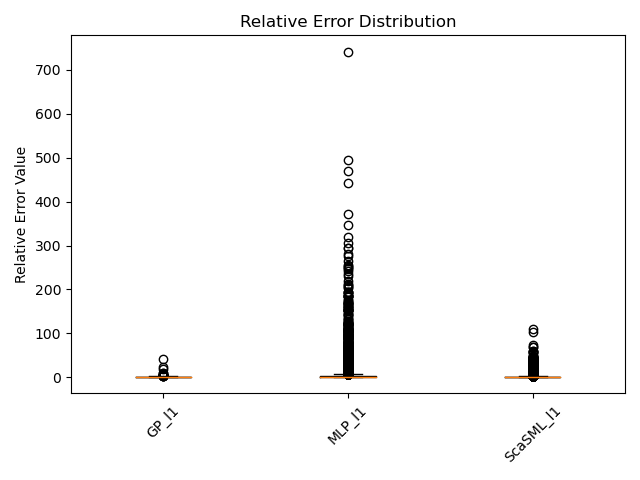 Relative Error Distribution
Relative Error Value
700
600
500
400
300
200
100
0
GP_l1
MLP_l1
ScaSML_l1